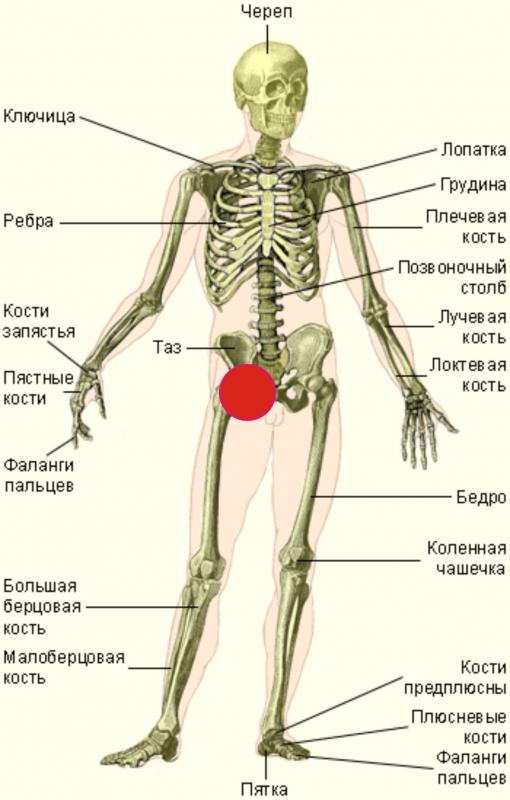 Череп
Ключица
Лопатка
Грудина
Ребра
Плечевая
кость
Позвоночный
столб
Кости
запястья
Лучевая
кость
Таз
Локтевая
кость
Пястные
кости
Фаланги
пальцев
Бедро
Коленная
чашечка
Большая
берцовая
кость
Малоберцовая
кость
Кости
предплюсны
Плюсневые
кости
Фаланги
пальцев
Пятка